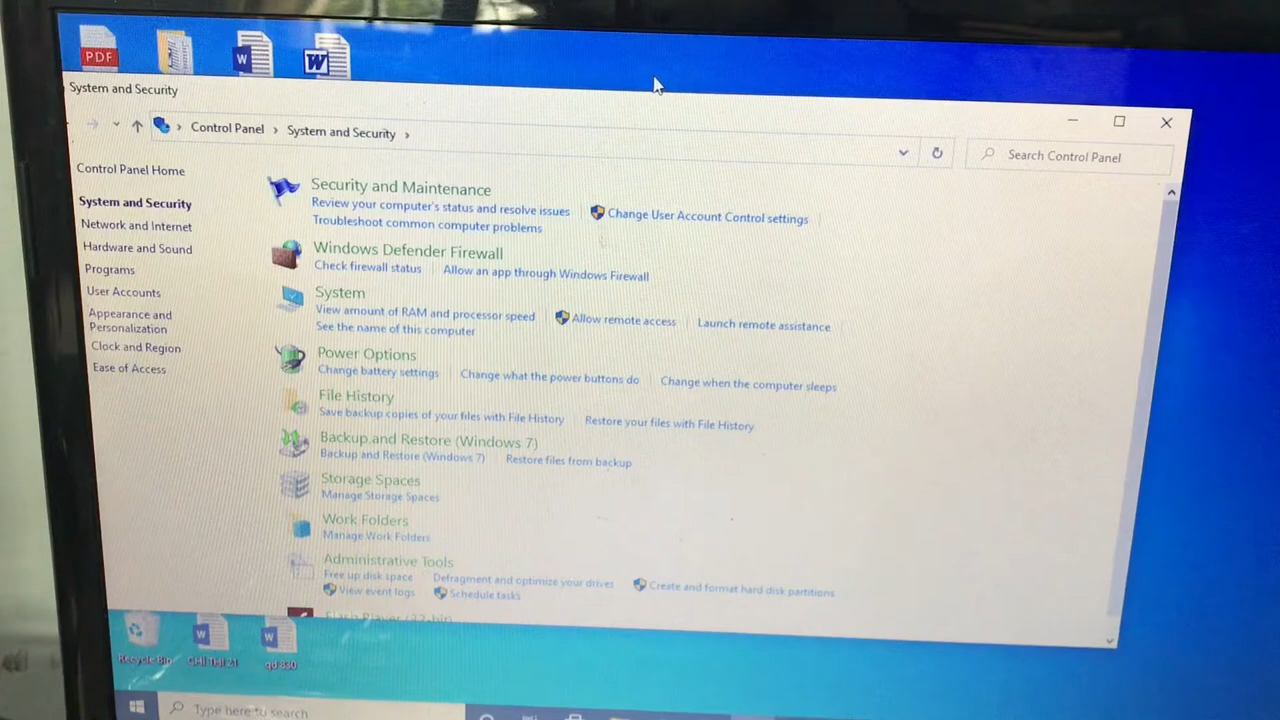 PDF
W
W
System and Security
Control Panel > System and Security >
Search Control Panel
Control Panel Home
System and Security
Network and Internet
Hardware and Sound
Programs
User Accounts
Appearance and
Personalization
Clock and Region
Ease of Access
Security and Maintenance
Review your computer's status and resolve issues
Change User Account Control settings
Troubleshoot common computer problems
Windows Defender Firewall
Check firewall status
Allow an app through Windows Firewall
System
View amount of RAM and processor speed
Allow remote access
Launch remote assistance
See the name of this computer
Power Options
Change battery settings
Change what the power buttons do
Change when the computer sleeps
File History
Save backup copies of your files with File History
Restore your files with File History
Backup and Restore (Windows 7)
Backup and Restore (Windows 7)
Restore files from backup
Storage Spaces
Manage Storage Spaces
Work Folders
Manage Work Folders
Administrative Tools
Free up disk space
Defragment and optimize your drives
Create and format hard disk partitions
View event logs
Schedule tasks
Flash Player (32-bit)
W
W
Recycle Bin
qd 830
Type here to search